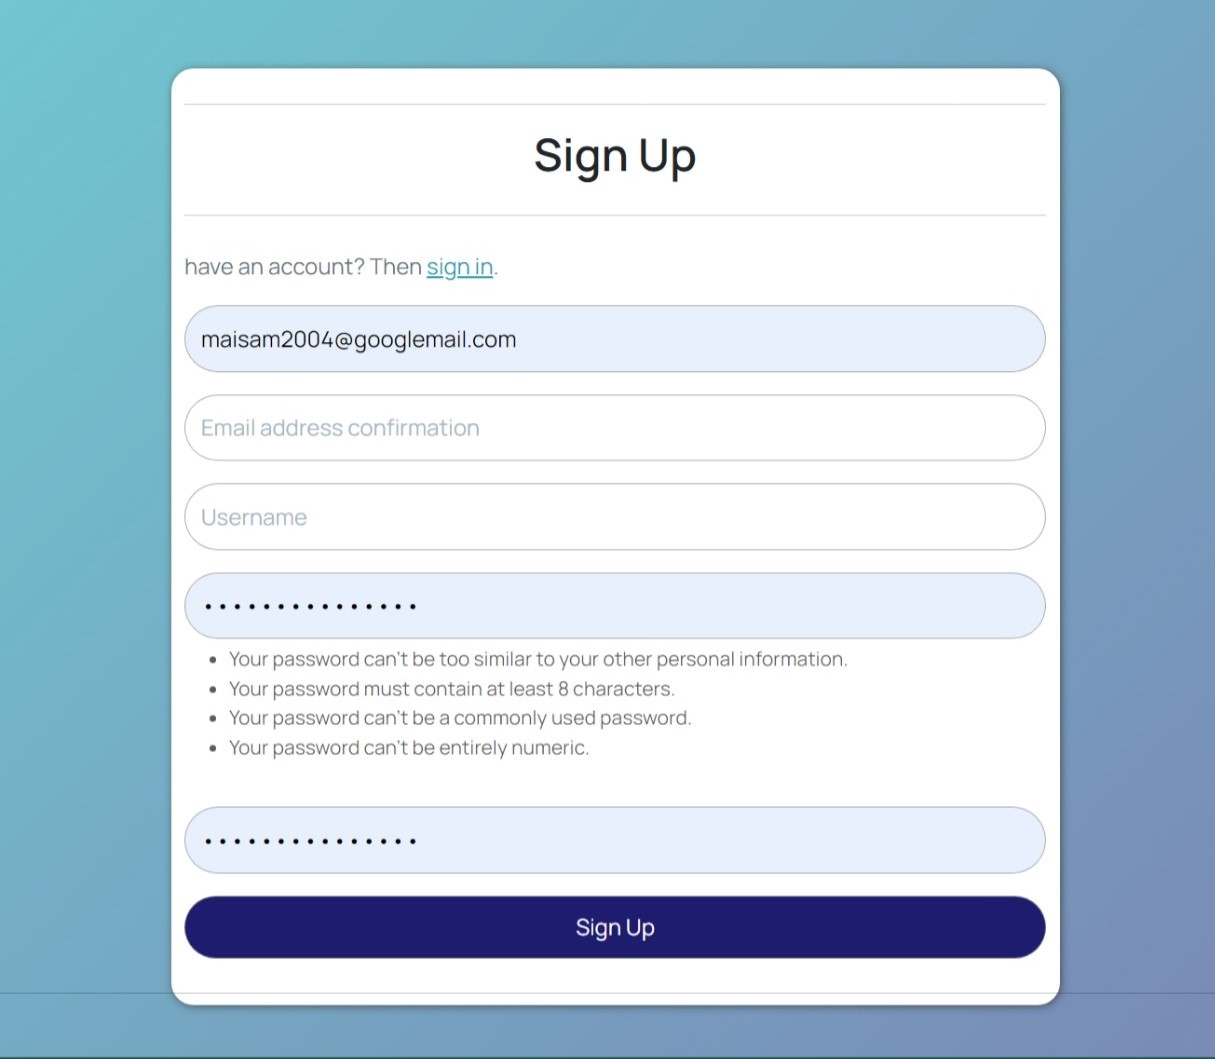 Sign Up
have an account? Then sign in.
maisam2004@googlemail.com
Email address confirmation
Username
•••••••••••••••
• Your password can't be too similar to your other personal information.
• Your password must contain at least 8 characters.
• Your password can't be a commonly used password.
• Your password can't be entirely numeric.
•••••••••••••••
Sign Up